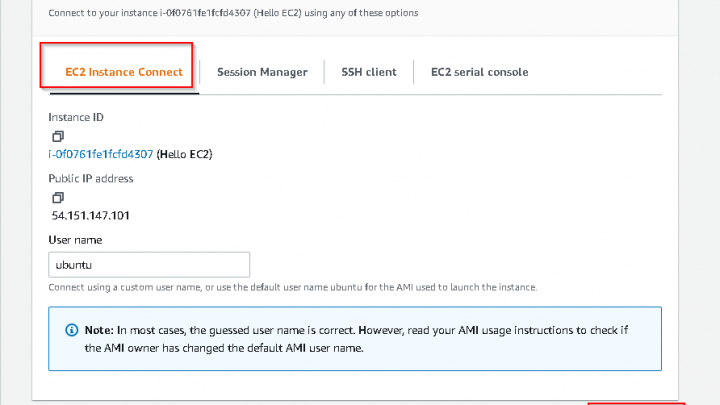 Connect to your instance i-0f0761fe1fcfd4307 (Hello EC2) using any of these options
EC2 Instance Connect
Session Manager
SSH client
EC2 serial console
Instance ID
i-0f0761fe1fcfd4307 (Hello EC2)
Public IP address
54.151.147.101
User name
ubuntu
Connect using a custom user name, or use the default user name ubuntu for the AMI used to launch the instance.
Note: In most cases, the guessed user name is correct. However, read your AMI usage instructions to check if
the AMI owner has changed the default AMI user name.